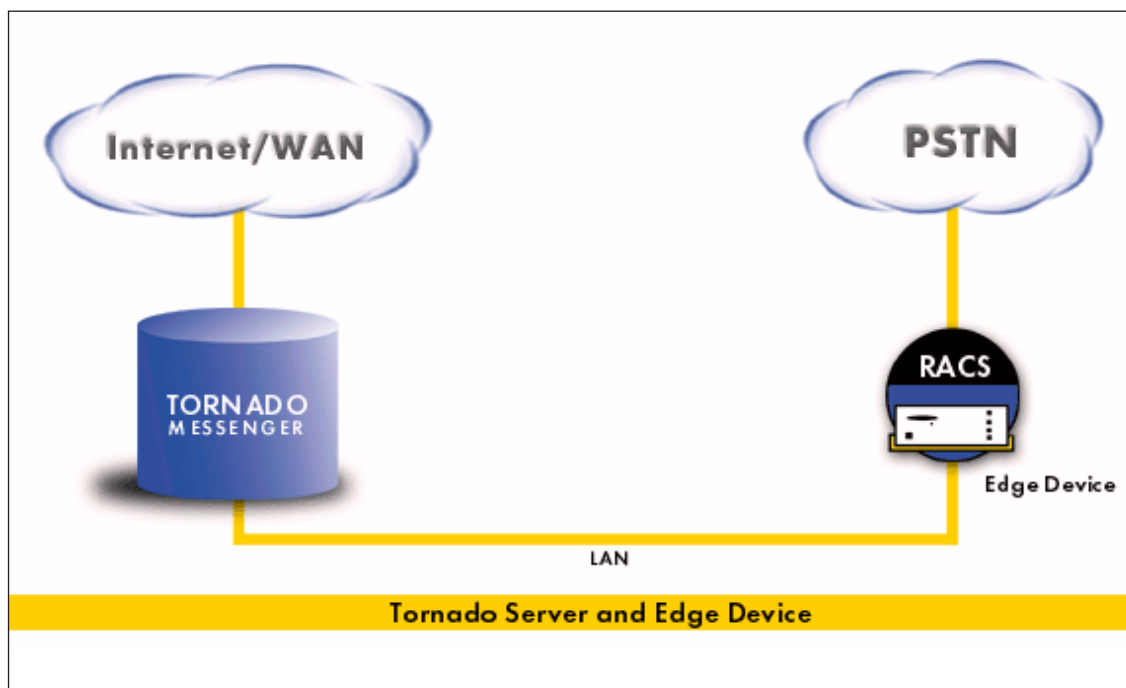 Internet/WAN
PSTN
TORNADO
MESSENGER
RACS
Edge Device
LAN
Tornado Server and Edge Device